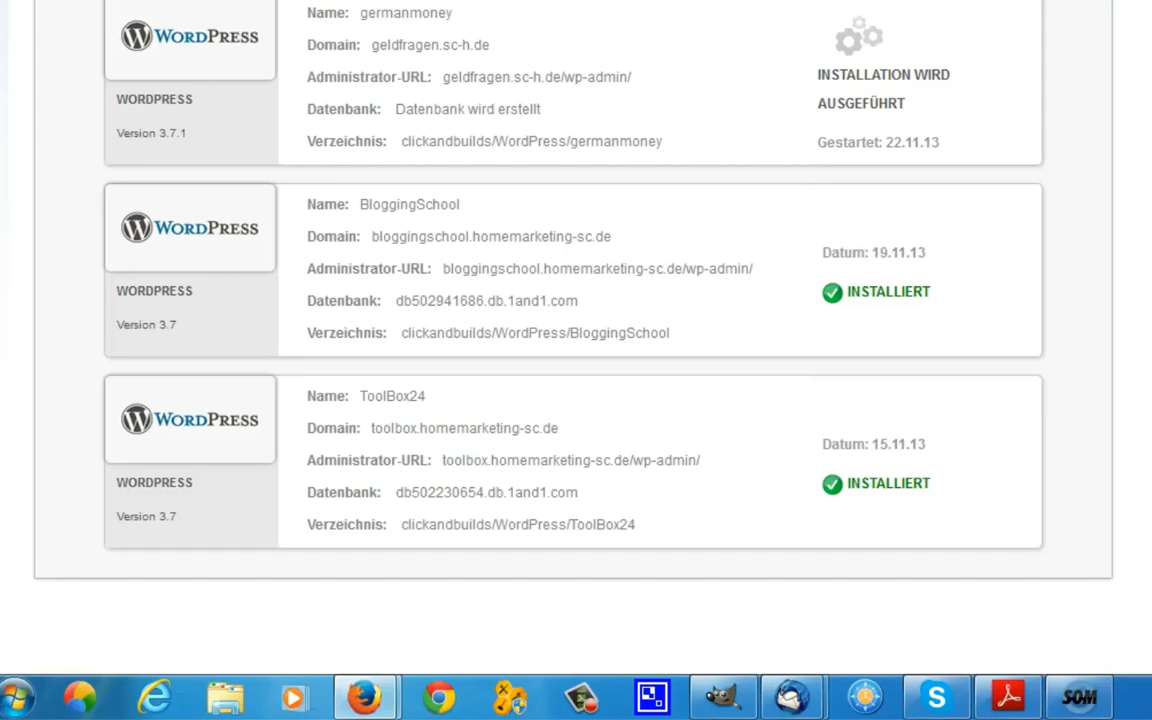 WORDPRESS
WORDPRESS
Version 3.7.1
Name: germanmoney
Domain: geldfragen.sc-h.de
Administrator-URL: geldfragen.sc-h.de/wp-admin/
Datenbank: Datenbank wird erstellt
Verzeichnis: clickandbuilds/WordPress/germanmoney
INSTALLATION WIRD
AUSGEFÜHRT
Gestartet: 22.11.13
WORDPRESS
WORDPRESS
Version 3.7
Name: BloggingSchool
Domain: bloggingschool.homemarketing-sc.de
Administrator-URL: bloggingschool.homemarketing-sc.de/wp-admin/
Datenbank: db502941686.db.1and1.com
Verzeichnis: clickandbuilds/WordPress/BloggingSchool
Datum: 19.11.13
INSTALLIERT
WORDPRESS
WORDPRESS
Version 3.7
Name: ToolBox24
Domain: toolbox.homemarketing-sc.de
Administrator-URL: toolbox.homemarketing-sc.de/wp-admin/
Datenbank: db502230654.db.1and1.com
Verzeichnis: clickandbuilds/WordPress/ToolBox24
Datum: 15.11.13
INSTALLIERT
SOM